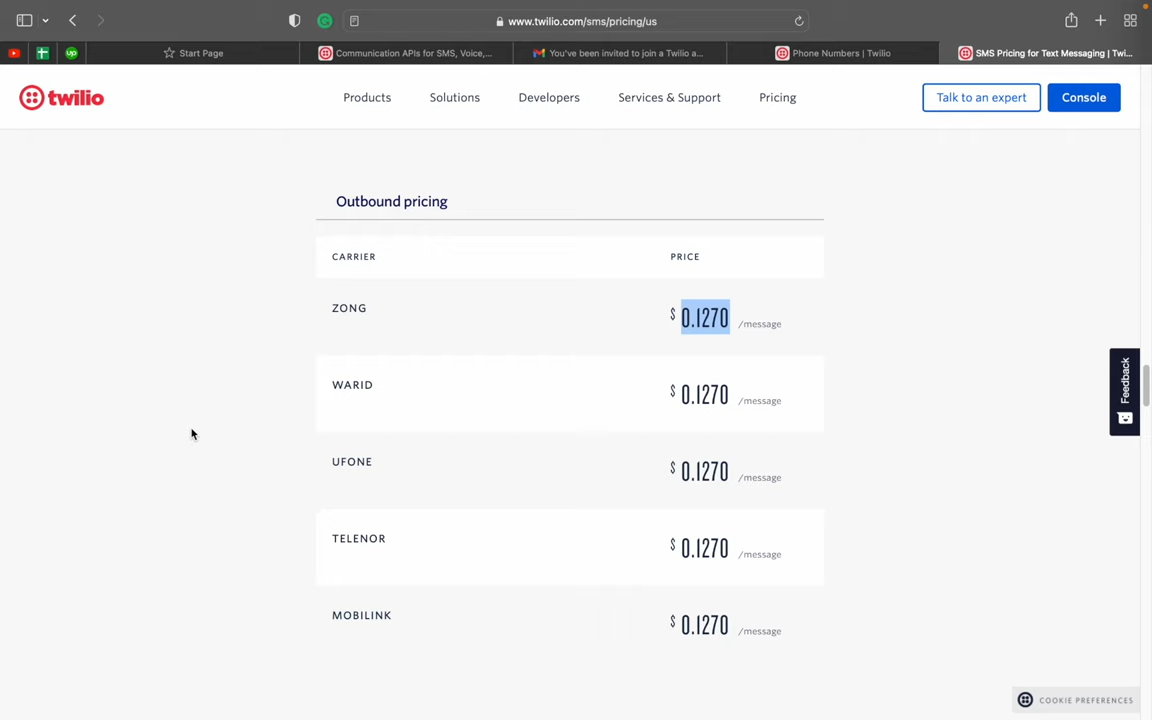 www.twilio.com/sms/pricing/us
Start Page
Communication APIs for SMS, Voice,...
You've been invited to join a Twilio a...
Phone Numbers | Twilio
SMS Pricing for Text Messaging | Twi...
up
twilio
Products
Solutions
Developers
Services & Support
Pricing
Talk to an expert
Console
Outbound pricing
CARRIER PRICE
ZONG $ 0.1270 /message
WARID $ 0.1270 /message
UFONE $ 0.1270 /message
TELENOR $ 0.1270 /message
MOBILINK $ 0.1270 /message
Feedback
COOKIE PREFERENCES